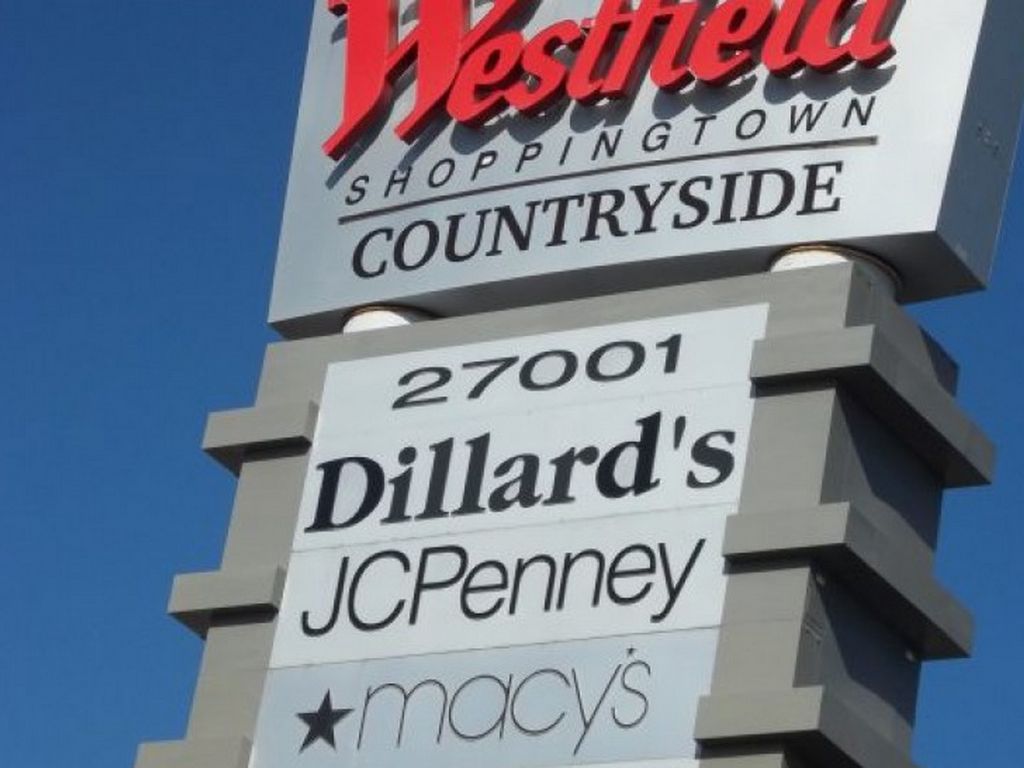 Westfield
SHOPPINGTOWN
COUNTRYSIDE
27001
Dillard's
JCPenney
macy's